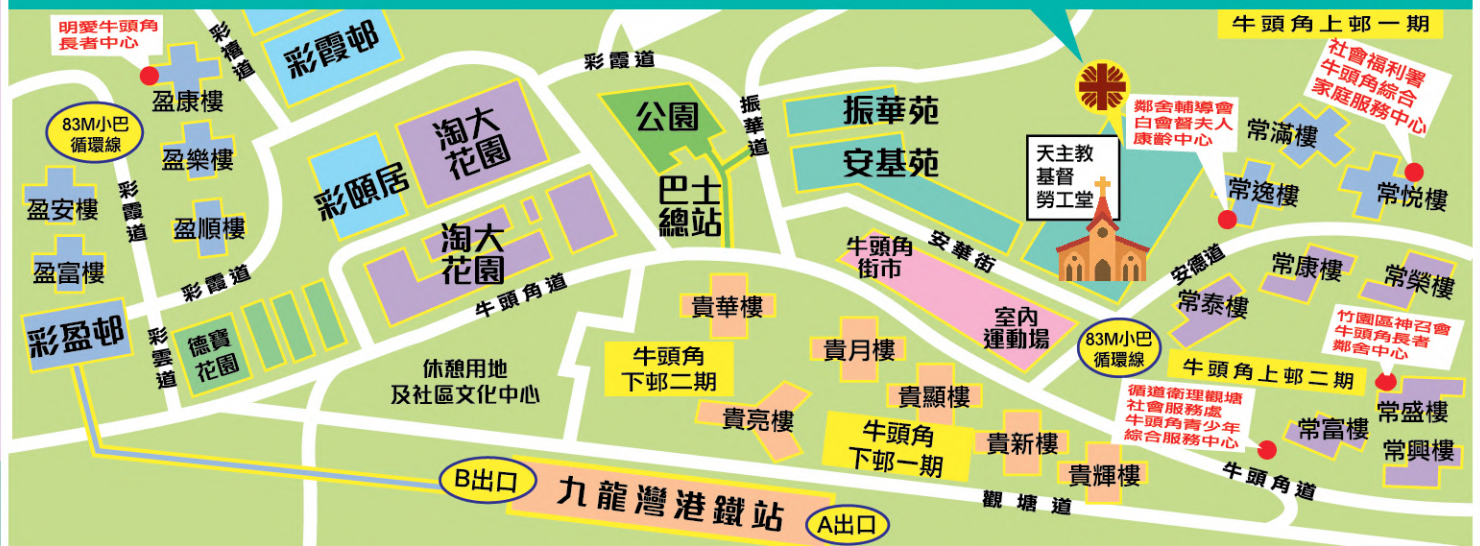 明愛牛頭角
長者中心
彩禧道
彩霞邨
彩霞道
牛頭角上邨一期
社會福利署
牛頭角綜合
家庭服務中心
盈康樓
83M小巴
循環線
盈樂樓
淘大
花園
公園
振華道
振華苑
鄰舍輔導會
白會督夫人
康齡中心
常滿樓
彩頤居
安基苑
天主教
基督
勞工堂
常逸樓
常悅樓
盈安樓
彩霞道
盈順樓
巴士
總站
盈富樓
淘大
花園
牛頭角
街市
安華街
安德道
常康樓
常榮樓
彩霞道
牛頭角道
貴華樓
常泰樓
彩盈邨
彩雲道
德寶
花園
室內
運動場
83M小巴
循環線
竹園區神召會
牛頭角長者
鄰舍中心
休憩用地
及社區文化中心
牛頭角
下邨二期
貴月樓
牛頭角上邨二期
貴顯樓
循道衛理觀塘
社會服務處
牛頭角青少年
綜合服務中心
常盛樓
貴亮樓
牛頭角
下邨一期
貴新樓
常富樓
常興樓
貴輝樓
牛頭角道
B出口
九龍灣港鐵站
A出口
觀塘道